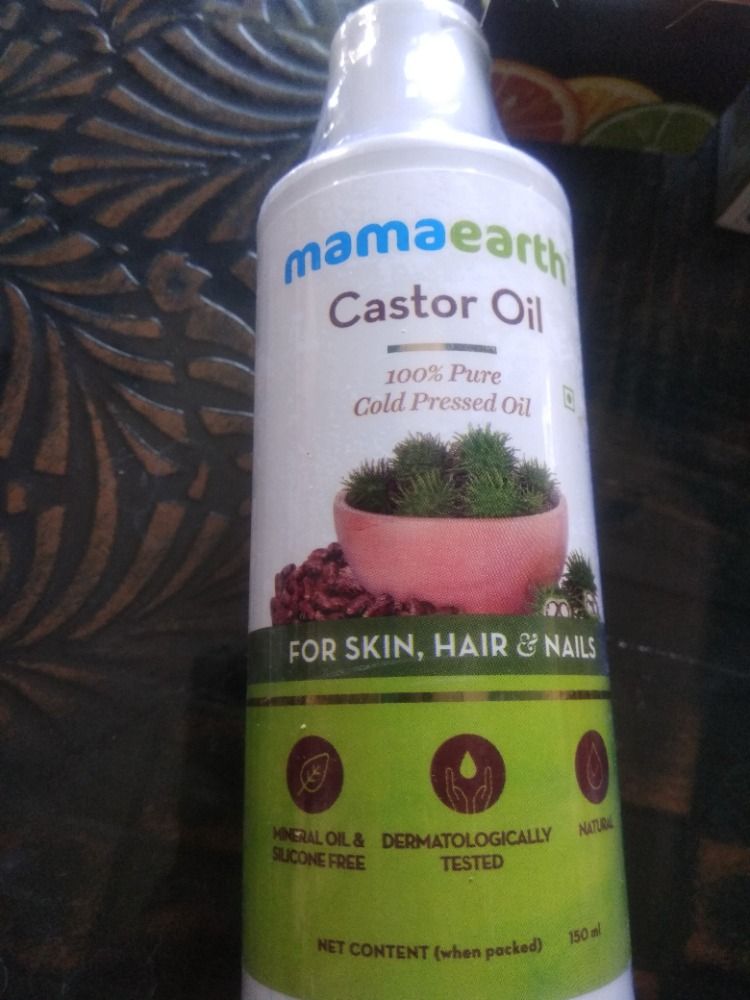 mamaearth
Castor Oil
100% Pure
Cold Pressed Oil
FOR SKIN, HAIR & NAILS
MINERAL OIL &
SILICONE FREE
DERMATOLOGICALLY
TESTED
NATURAL
NET CONTENT (when packed) 150 ml